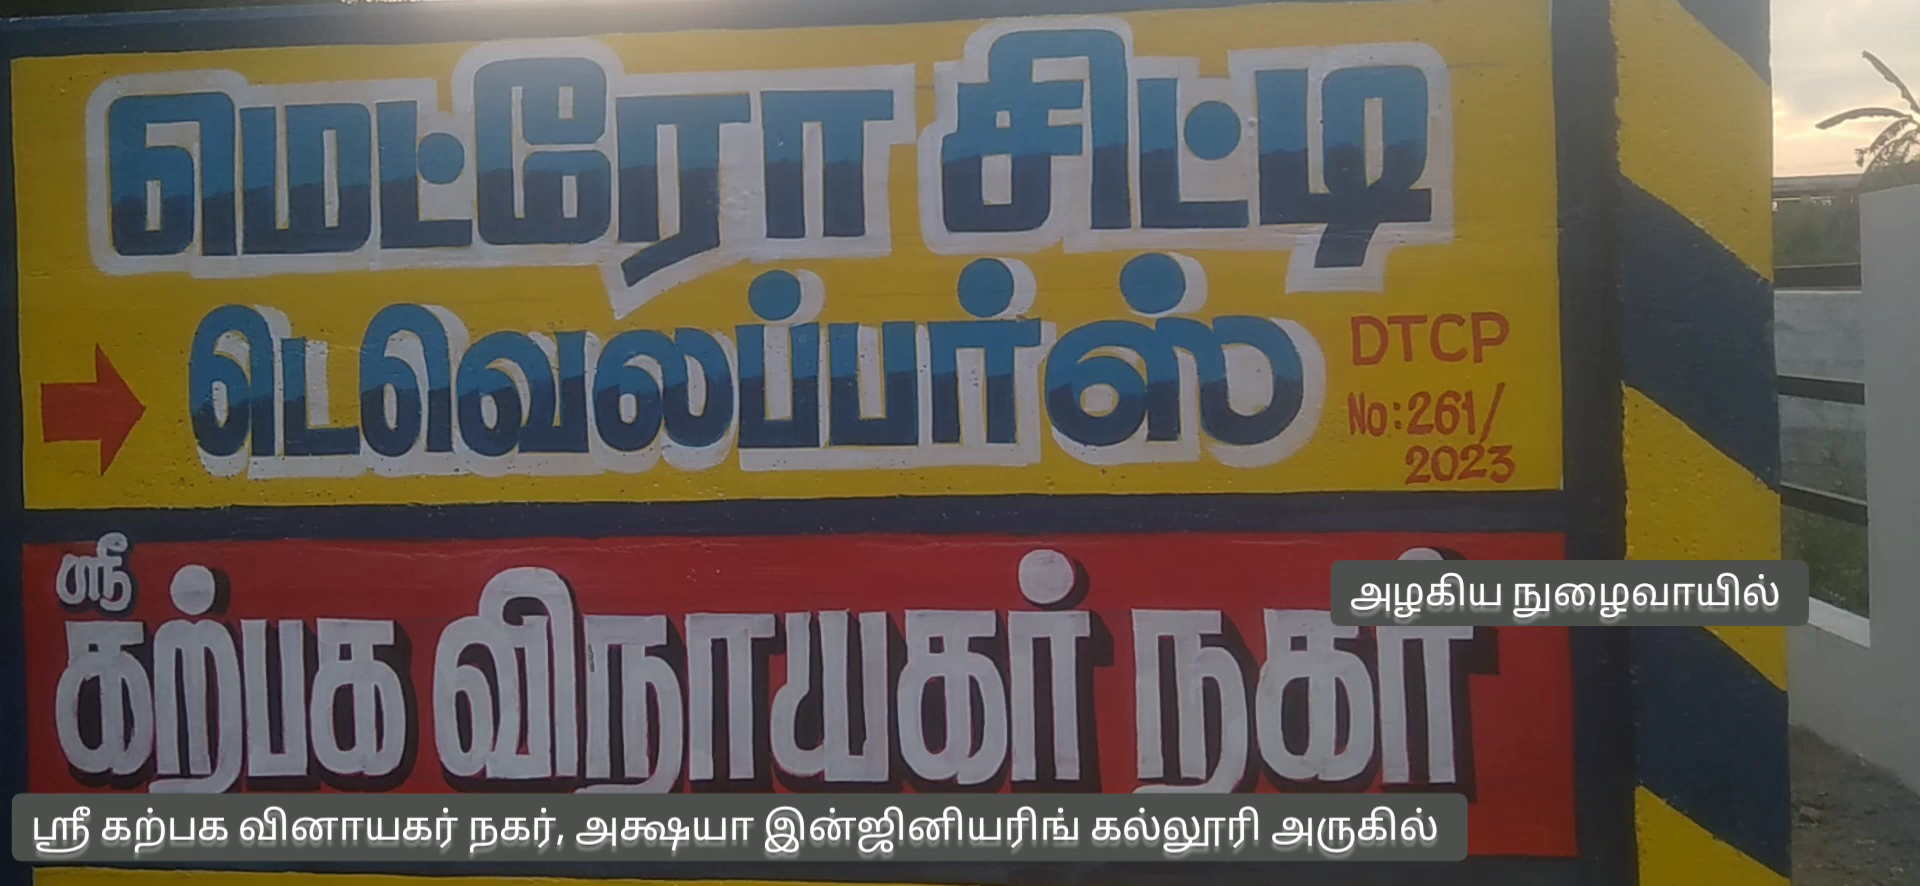 மெட்ரோ சிட்டி
டெவெலப்பர்ஸ்
DTCP
No:261/
2023
ஸ்ரீ
கற்பக விநாயகர் நகர்
அழகிய நுழைவாயில்
ஸ்ரீ கற்பக வினாயகர் நகர், அக்ஷயா இன்ஜினியரிங் கல்லூரி அருகில்